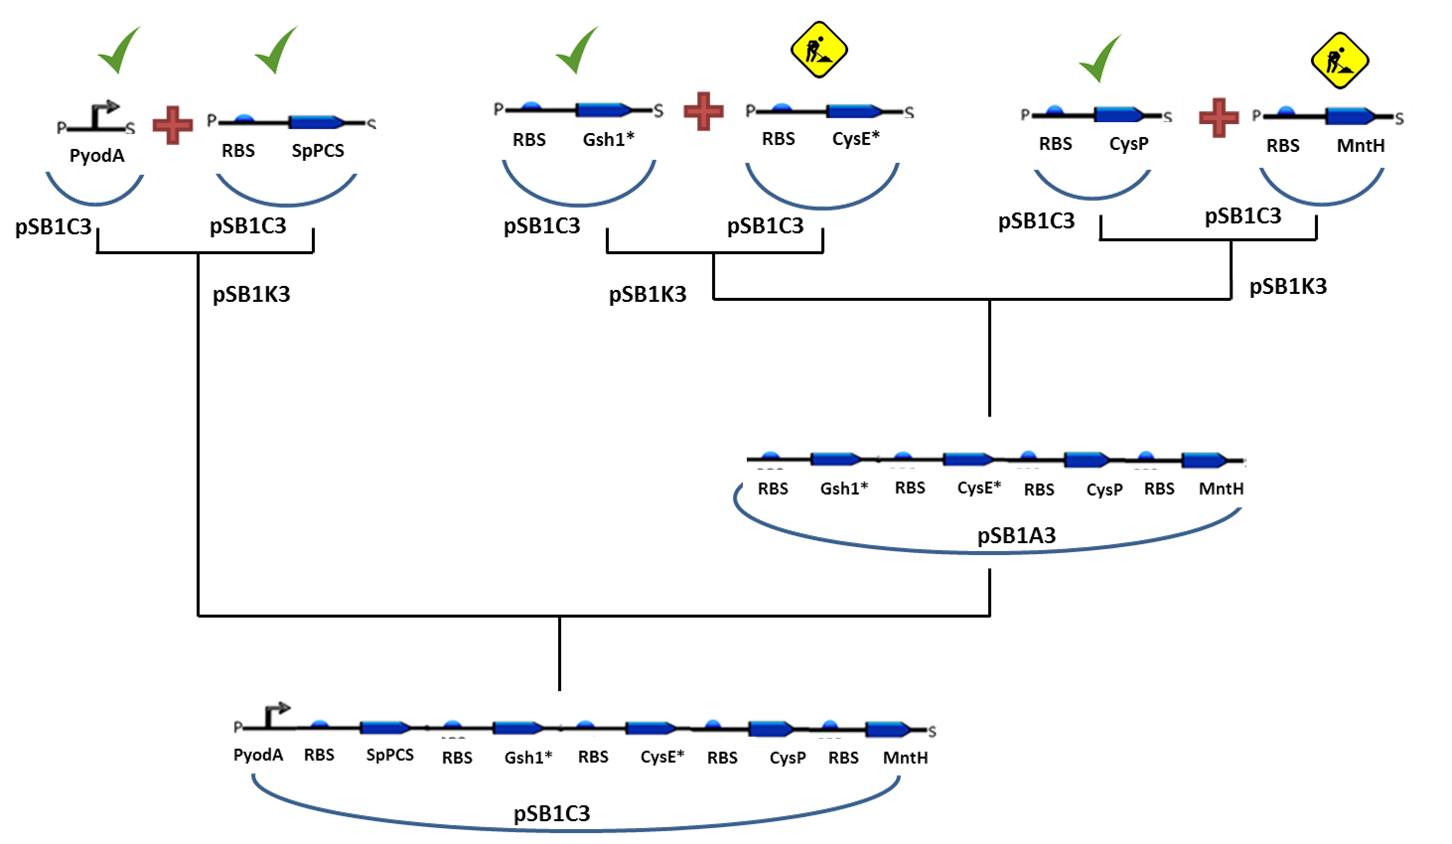 P S + P RBS SpPCS S
PyodA
pSB1C3 pSB1C3
pSB1K3
P S + P S
RBS Gsh1* RBS CysE*
pSB1C3 pSB1C3
pSB1K3
P S + P S
RBS CysP RBS MntH
pSB1C3 pSB1C3
pSB1K3
RBS Gsh1* RBS CysE* RBS CysP RBS MntH
pSB1A3
P S
PyodA RBS SpPCS RBS Gsh1* RBS CysE* RBS CysP RBS MntH
pSB1C3